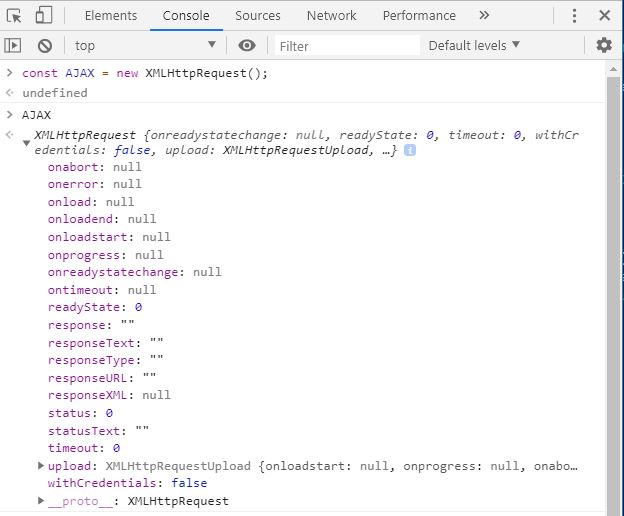 Elements Console Sources Network Performance »
top Filter Default levels ▼
> const AJAX = new XMLHttpRequest();
< undefined
> AJAX
XMLHttpRequest {onreadystatechange: null, readyState: 0, timeout: 0, withCr
edentials: false, upload: XMLHttpRequestUpload, …} i
onabort: null
onerror: null
onload: null
onloadend: null
onloadstart: null
onprogress: null
onreadystatechange: null
ontimeout: null
readyState: 0
response: ""
responseText: ""
responseType: ""
responseURL: ""
responseXML: null
status: 0
statusText: ""
timeout: 0
upload: XMLHttpRequestUpload {onloadstart: null, onprogress: null, onabo…
withCredentials: false
__proto__: XMLHttpRequest